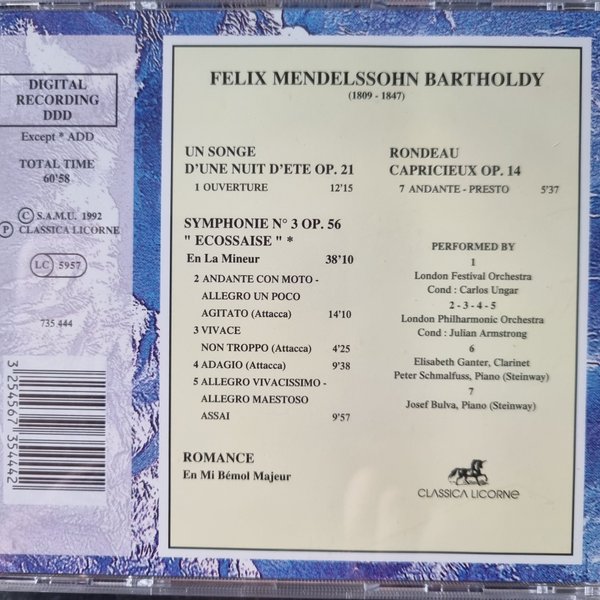 DIGITAL
RECORDING
DDD
Except * ADD
TOTAL TIME
60'58
© S.A.M.U. 1992
Ⓟ CLASSICA LICORNE
LC 5957
735 444
3 254567 354442
FELIX MENDELSSOHN BARTHOLDY
(1809 - 1847)
UN SONGE
D'UNE NUIT D'ETE OP. 21
1 OUVERTURE 12'15
SYMPHONIE N° 3 OP. 56
" ECOSSAISE " *
En La Mineur 38'10
2 ANDANTE CON MOTO -
ALLEGRO UN POCO
AGITATO (Attacca) 14'10
3 VIVACE
NON TROPPO (Attacca) 4'25
4 ADAGIO (Attacca) 9'38
5 ALLEGRO VIVACISSIMO -
ALLEGRO MAESTOSO
ASSAI 9'57
ROMANCE
En Mi Bémol Majeur
RONDEAU
CAPRICIEUX OP. 14
7 ANDANTE - PRESTO 5'37
PERFORMED BY
1
London Festival Orchestra
Cond : Carlos Ungar
2 - 3 - 4 - 5
London Philharmonic Orchestra
Cond : Julian Armstrong
6
Elisabeth Ganter, Clarinet
Peter Schmalfuss, Piano (Steinway)
7
Josef Bulva, Piano (Steinway)
CLASSICA LICORNE